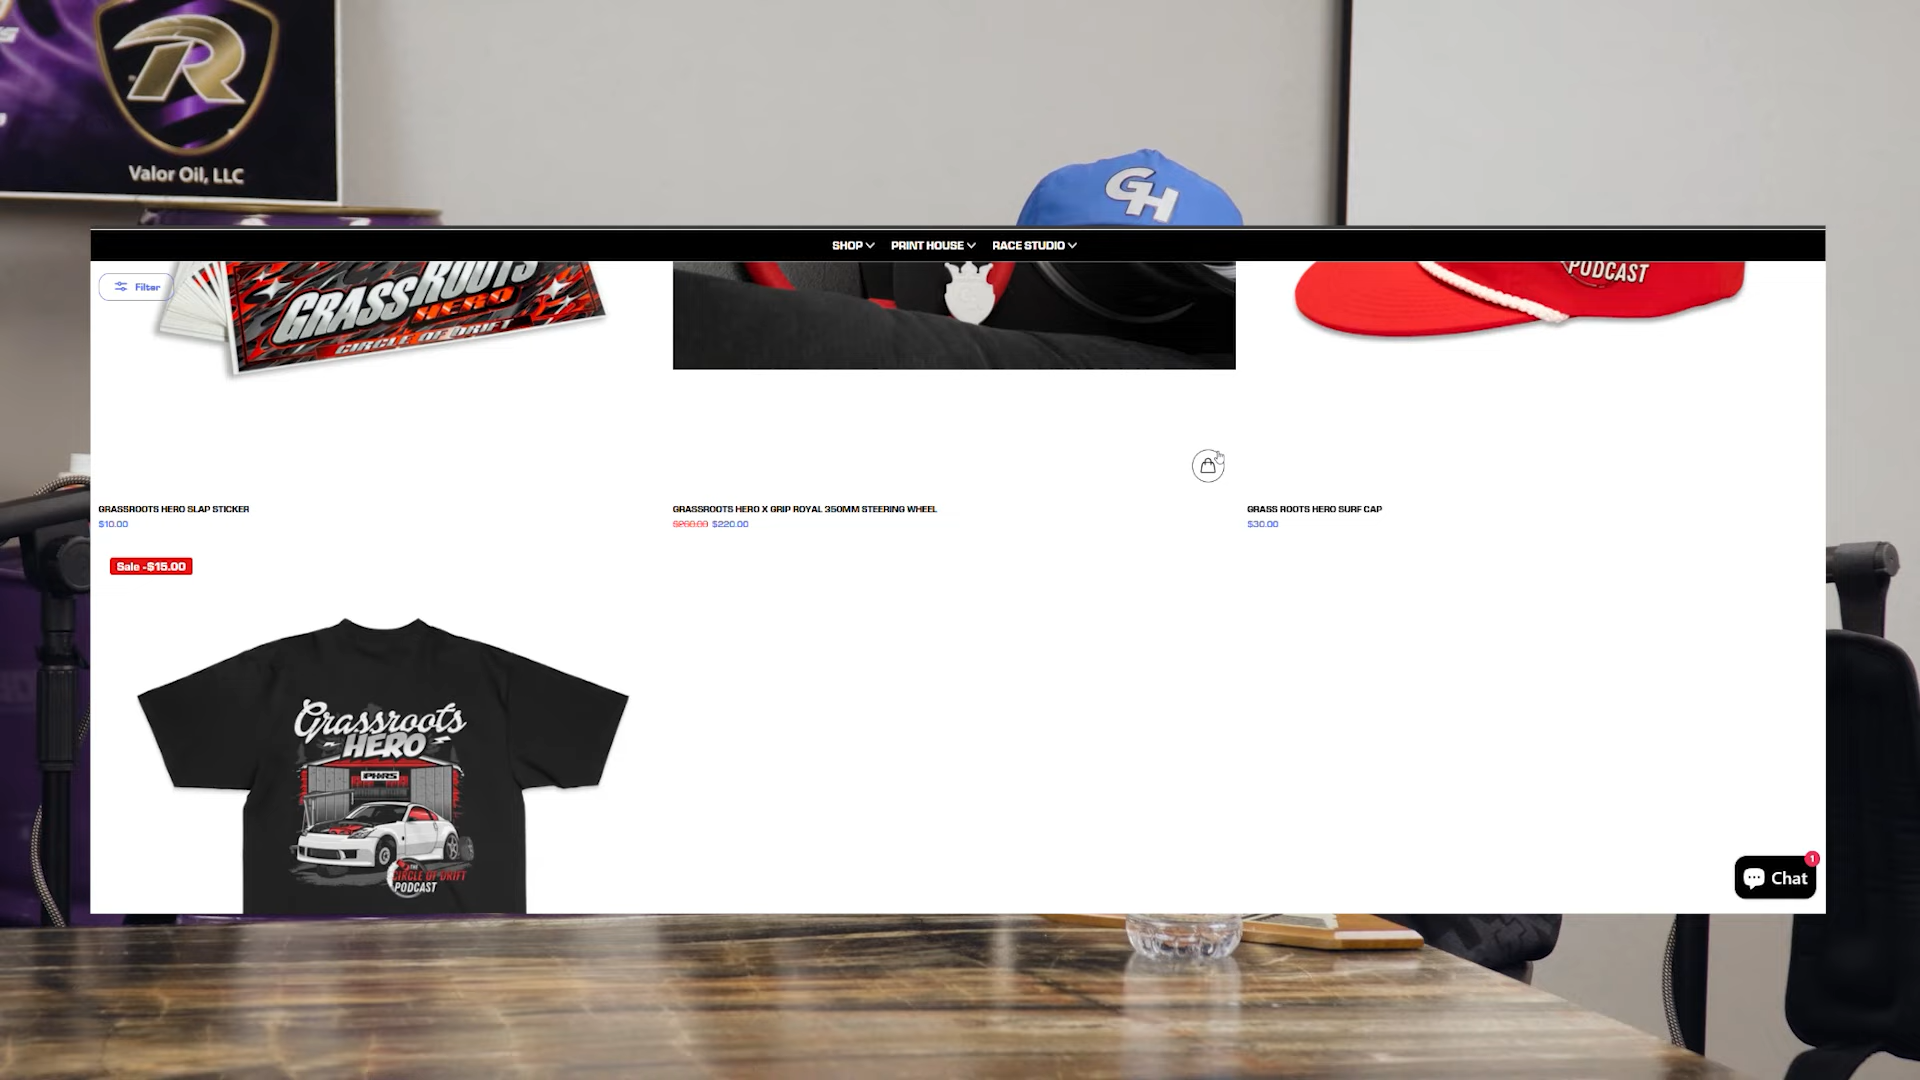 R
Valor Oil, LLC
GH
SHOP
PRINT HOUSE
RACE STUDIO
Filter
GRASSROOTS
HERO
CIRCLE OF DRIFT
PODCAST
GRASSROOTS HERO SLAP STICKER
$10.00
GRASSROOTS HERO X GRIP ROYAL 350MM STEERING WHEEL
$260.00 $220.00
GRASS ROOTS HERO SURF CAP
$30.00
Sale -$15.00
Grassroots
HERO
THE
CIRCLE OF DRIFT
PODCAST
1
Chat